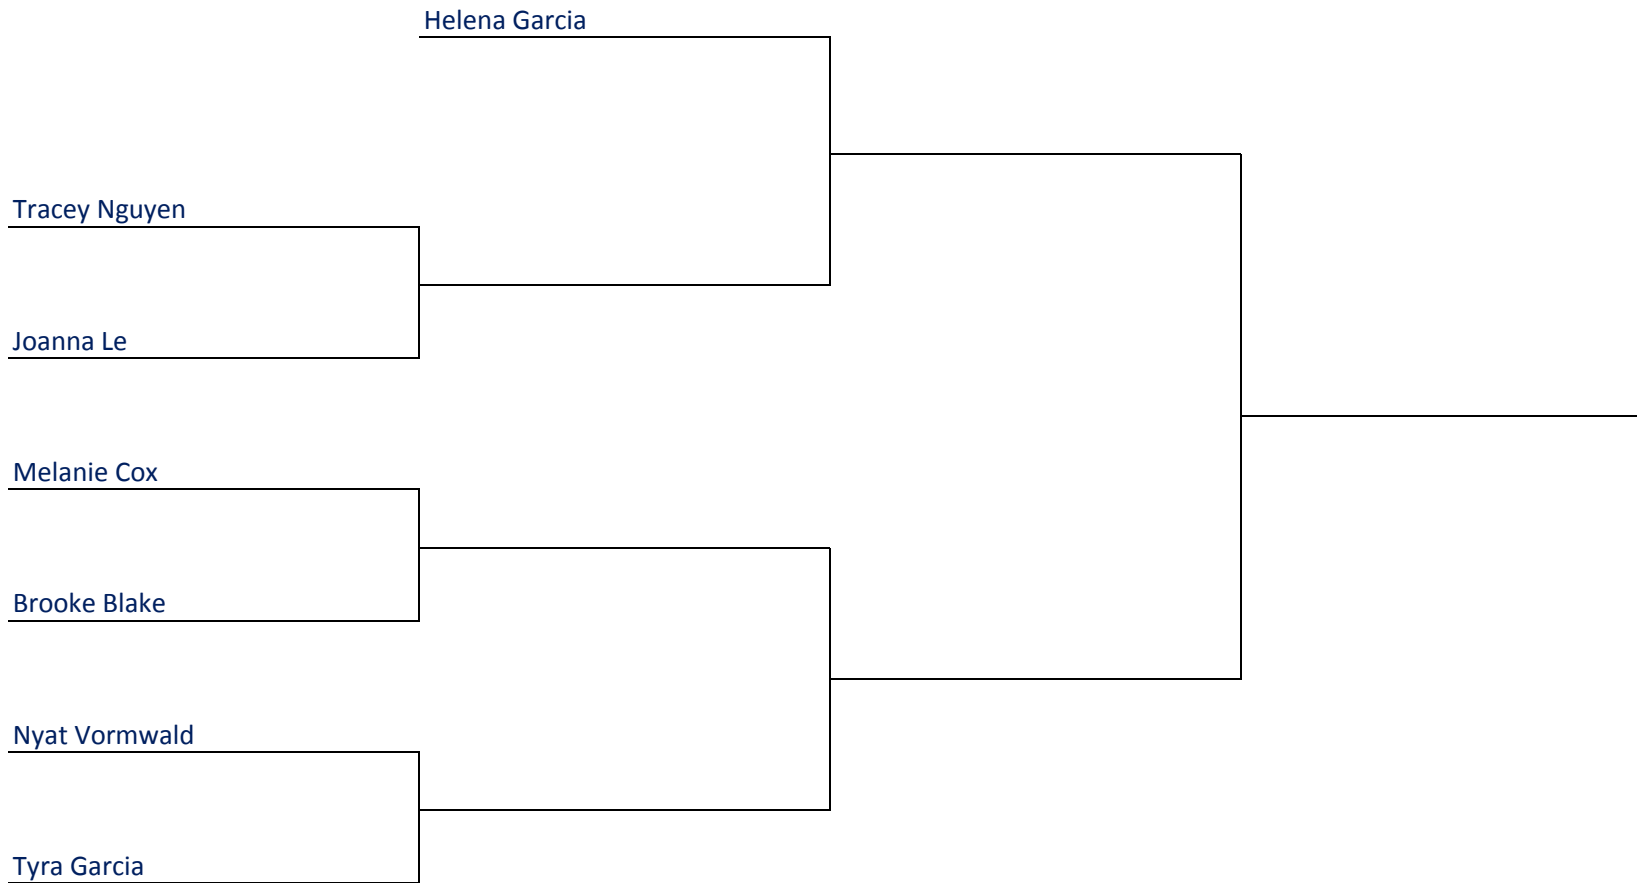 Helena Garcia
Tracey Nguyen
Joanna Le
Melanie Cox
Brooke Blake
Nyat Vormwald
Tyra Garcia